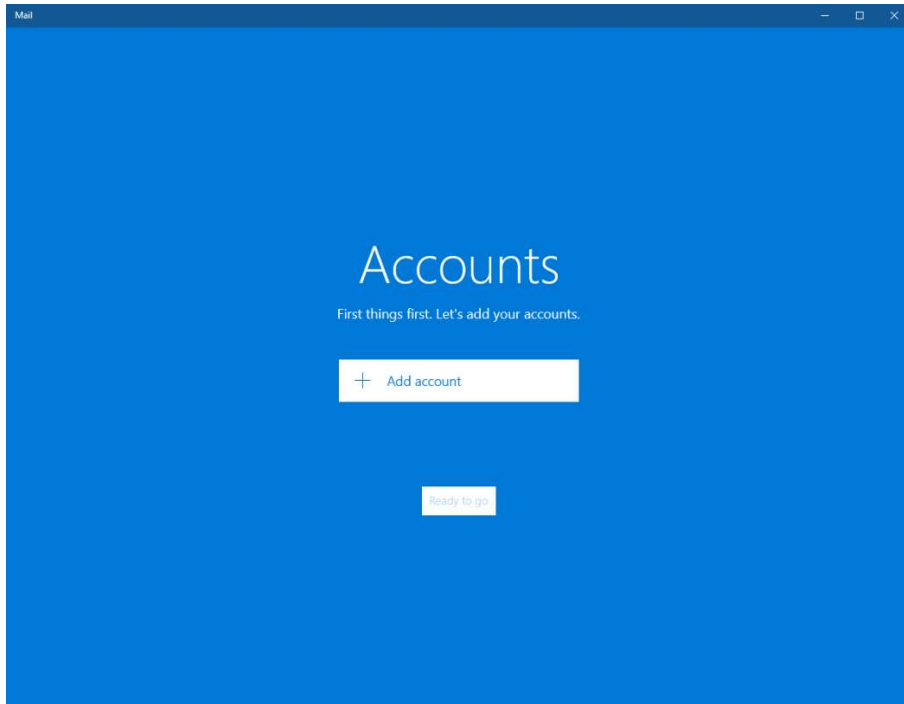 Mail
Accounts
First things first. Let's add your accounts.
Add account
Ready to go